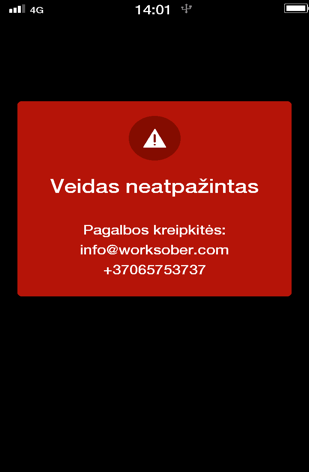 4G 14:01
Veidas neatpažintas
Pagalbos kreipkitės:
info@worksober.com
+37065753737